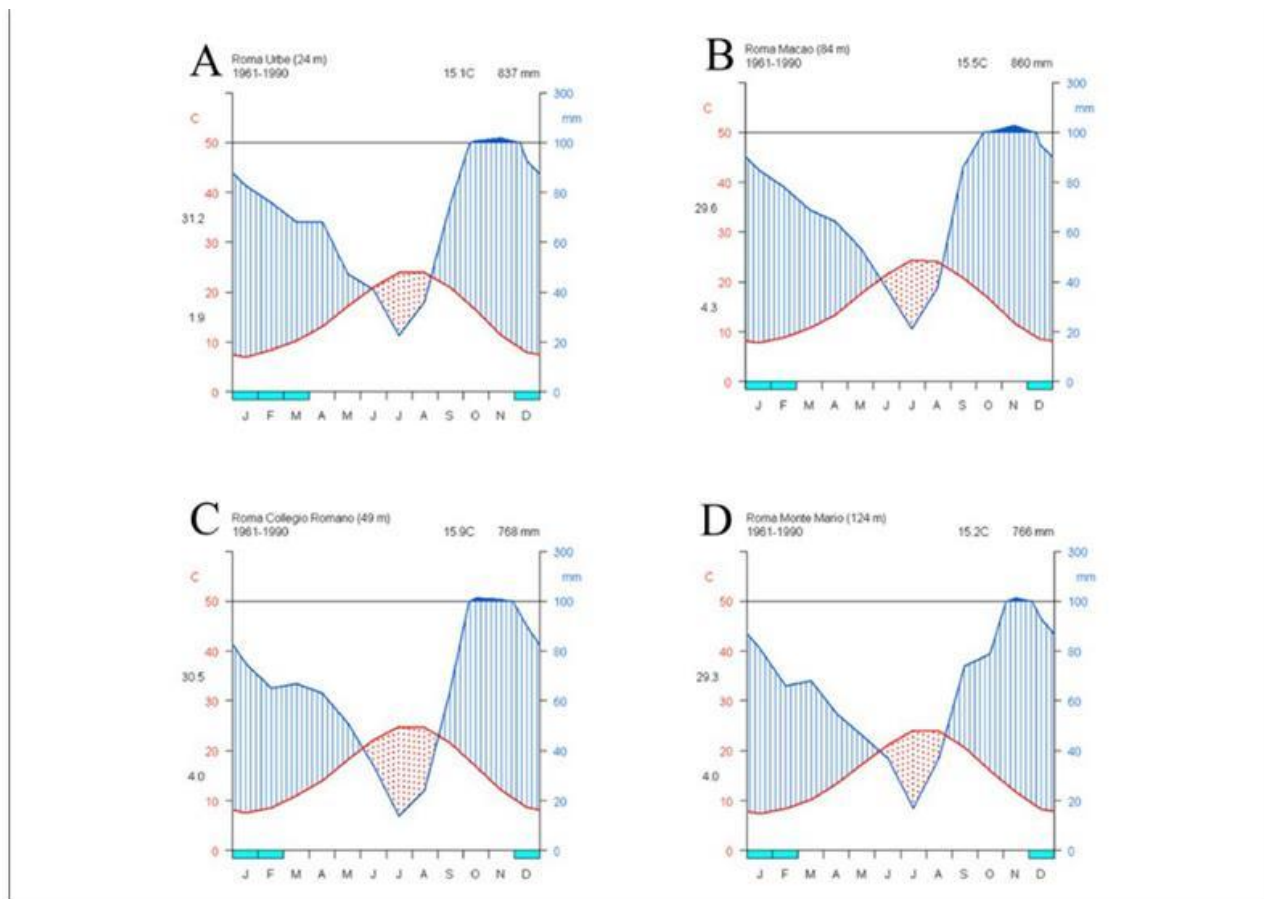 A
Roma Urbe (24 m)
1961-1990 15.1C 837 mm
300
C mm
50 100
40 80
31.2
30 60
20 40
1.9
10 20
0 0
J F M A M J J A S O N D
B
Roma Macao (84 m)
1961-1990 15.5C 860 mm
300
C mm
50 100
40 80
29.6
30 60
20 40
4.3
10 20
0 0
J F M A M J J A S O N D
C
Roma Collegio Romano (49 m)
1961-1990 15.9C 768 mm
300
C mm
50 100
40 80
30.5
30 60
20 40
4.0
10 20
0 0
J F M A M J J A S O N D
D
Roma Monte Mario (124 m)
1961-1990 15.2C 766 mm
300
C mm
50 100
40 80
29.3
30 60
20 40
4.0
10 20
0 0
J F M A M J J A S O N D